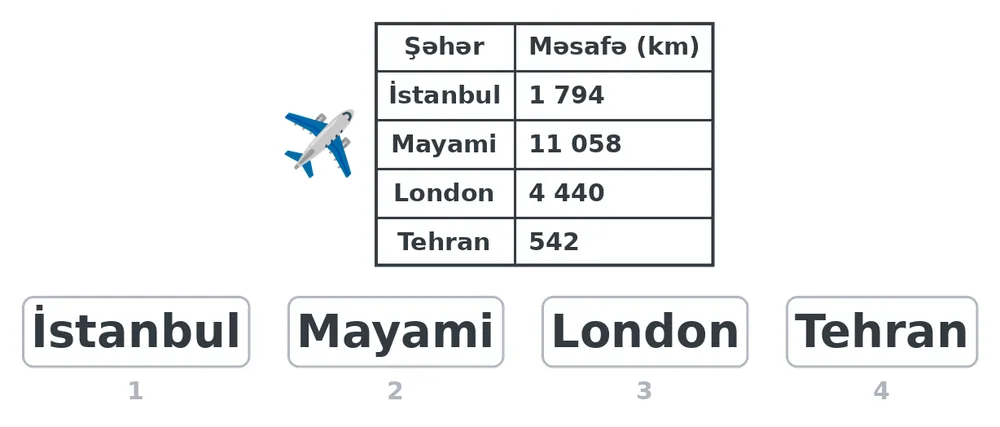 Şəhər Məsafə (km)
İstanbul 1 794
Mayami 11 058
London 4 440
Tehran 542
İstanbul Mayami London Tehran
1 2 3 4